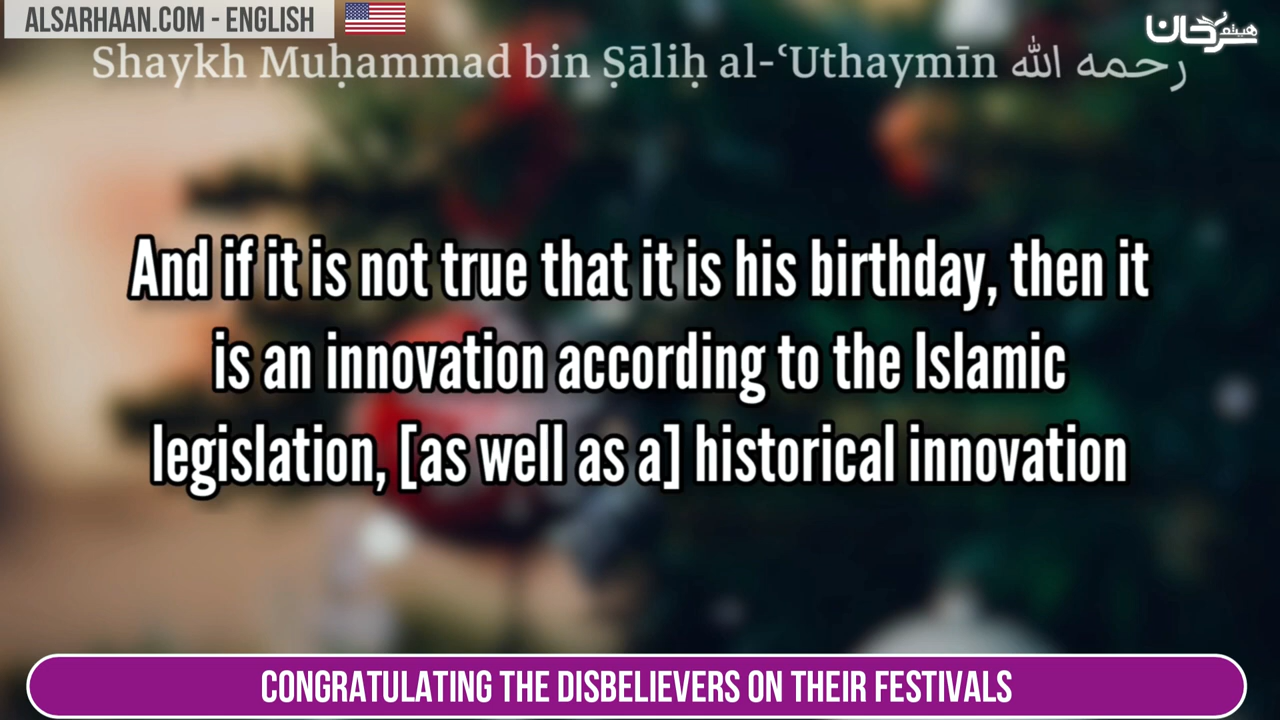 ALSARHAAN.COM - ENGLISH
هيثم سرحان
Shaykh Muḥammad bin Ṣāliḥ al-ʿUthaymīn رحمه الله
And if it is not true that it is his birthday, then it
is an innovation according to the Islamic
legislation, [as well as a] historical innovation
CONGRATULATING THE DISBELIEVERS ON THEIR FESTIVALS